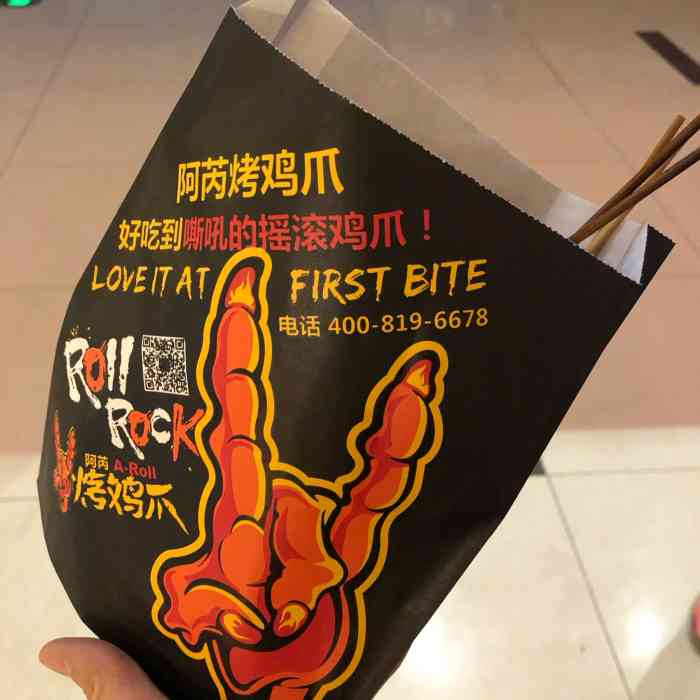 阿芮烤鸡爪
好吃到嘶吼的摇滚鸡爪！
LOVE IT AT FIRST BITE
电话 400-819-6678
Roll
Rock
阿芮 A-Roll
烤鸡爪